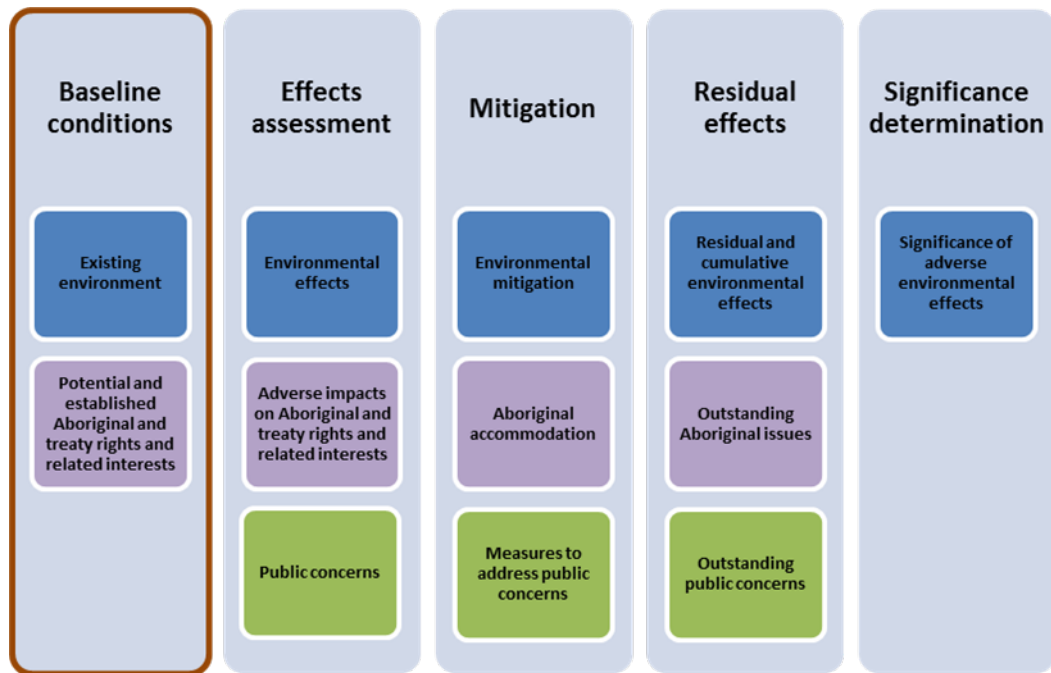 Baseline
conditions
Existing
environment
Potential and
established
Aboriginal and
treaty rights and
related interests
Effects
assessment
Environmental
effects
Adverse impacts
on Aboriginal and
treaty rights and
related interests
Public concerns
Mitigation
Environmental
mitigation
Aboriginal
accommodation
Measures to
address public
concerns
Residual
effects
Residual and
cumulative
environmental
effects
Outstanding
Aboriginal issues
Outstanding
public concerns
Significance
determination
Significance of
adverse
environmental
effects